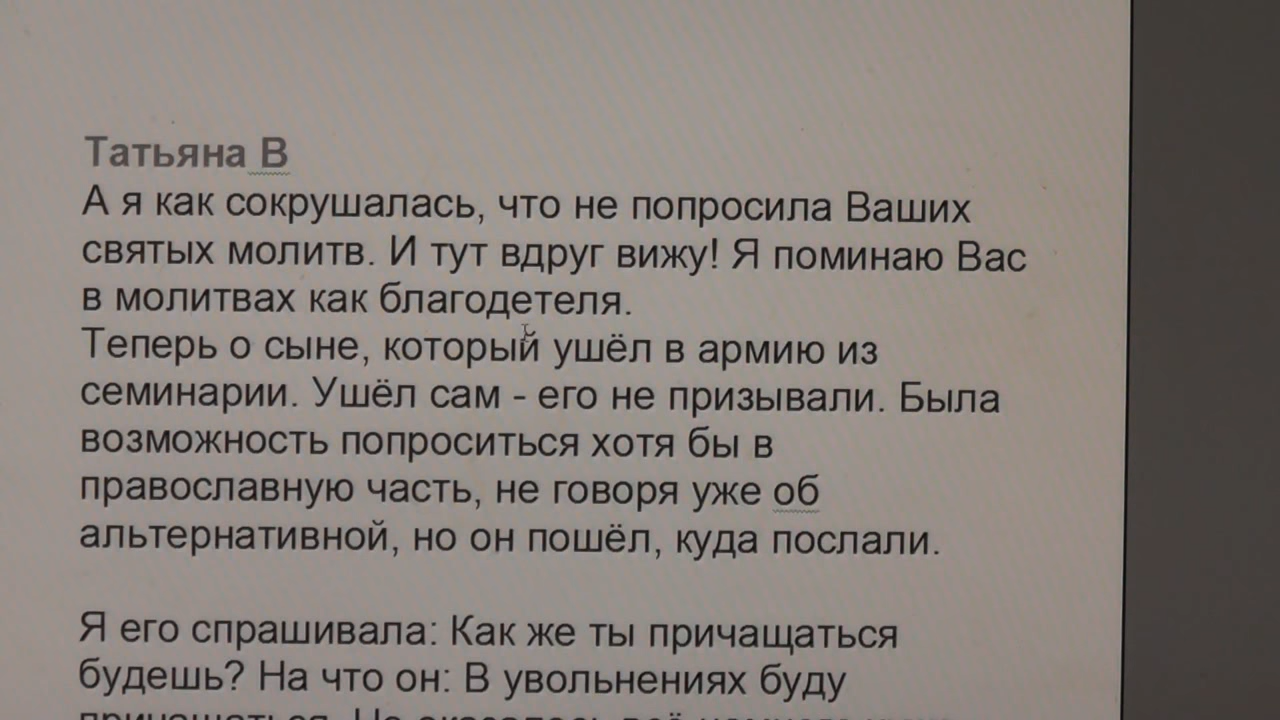 Татьяна В
А я как сокрушалась, что не попросила Ваших
святых молитв. И тут вдруг вижу! Я поминаю Вас
в молитвах как благодетеля.
Теперь о сыне, который ушёл в армию из
семинарии. Ушёл сам - его не призывали. Была
возможность попроситься хотя бы в
православную часть, не говоря уже об
альтернативной, но он пошёл, куда послали.
Я его спрашивала: Как же ты причащаться
будешь? На что он: В увольнениях буду